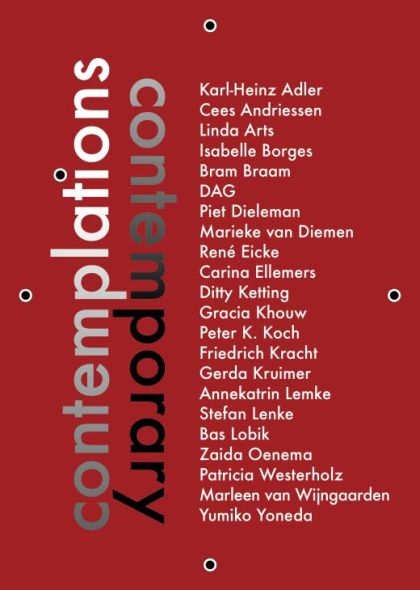 contemplations
contemporary
Karl-Heinz Adler
Cees Andriessen
Linda Arts
Isabelle Borges
Bram Braam
DAG
Piet Dieleman
Marieke van Diemen
René Eicke
Carina Ellemers
Ditty Ketting
Gracia Khouw
Peter K. Koch
Friedrich Kracht
Gerda Kruimer
Annekatrin Lemke
Stefan Lenke
Bas Lobik
Zaida Oenema
Patricia Westerholz
Marleen van Wijngaarden
Yumiko Yoneda